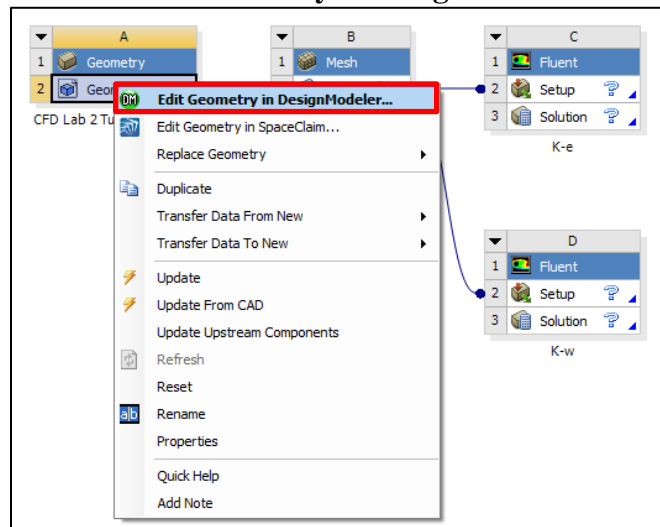 A
1 Geometry
2 Geor
CFD Lab 2 Tu
B
1 Mesh
C
1 Fluent
2 Setup ?
3 Solution ?
K-e
D
1 Fluent
2 Setup ?
3 Solution ?
K-w
DM Edit Geometry in DesignModeler...
Edit Geometry in SpaceClaim...
Replace Geometry
Duplicate
Transfer Data From New
Transfer Data To New
Update
Update From CAD
Update Upstream Components
Refresh
Reset
a|b Rename
Properties
Quick Help
Add Note